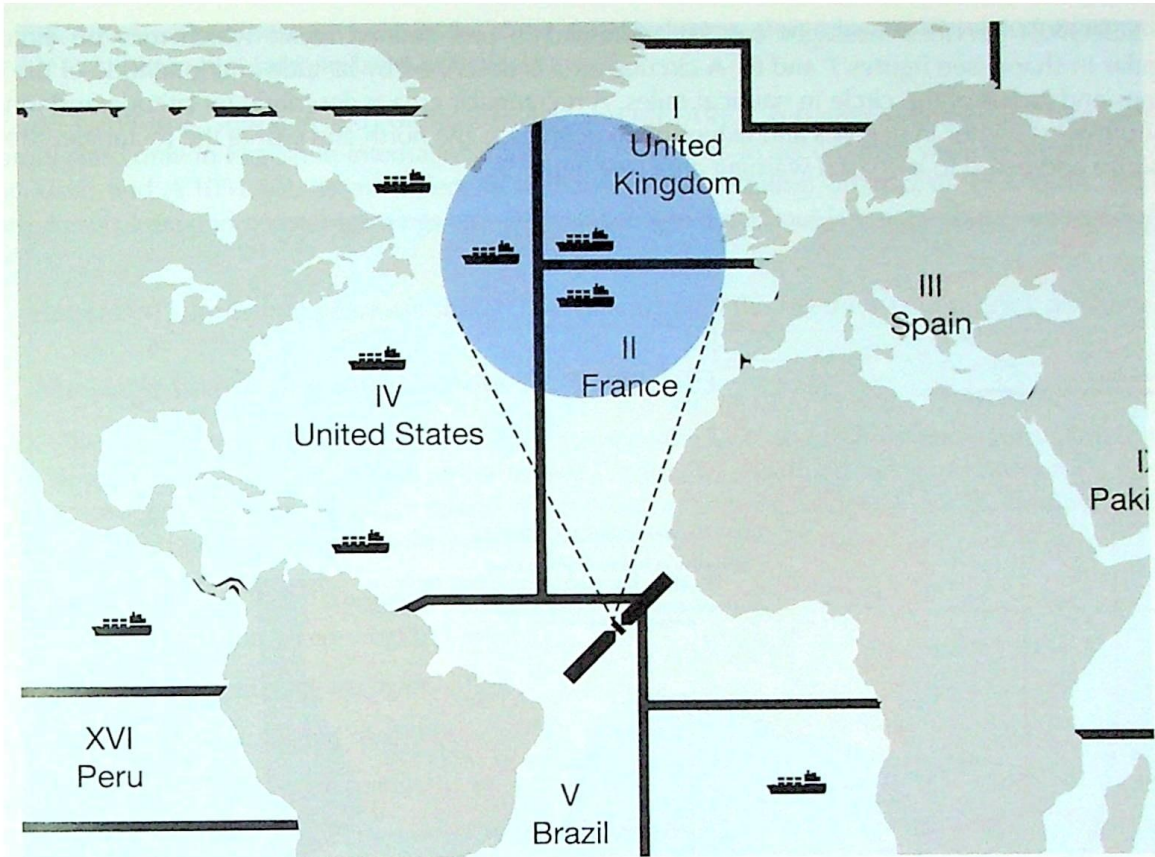 I
United
Kingdom
III
Spain
II
France
IV
United States
Paki
XVI
Peru
V
Brazil